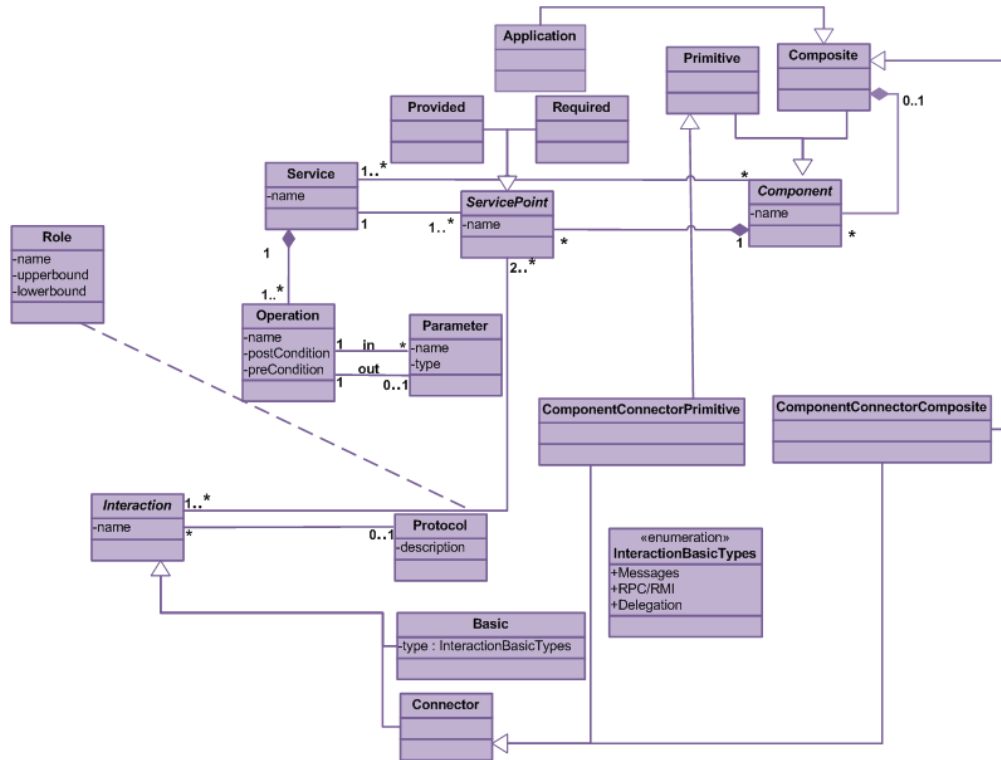 Application
Primitive
Composite
0..1
Provided
Required
Service
-name
1..*
*
Component
-name
ServicePoint
-name
1
1..*
*
1
*
2..*
Role
-name
-upperbound
-lowerbound
1
1..*
Operation
-name
-postCondition
-preCondition
1
in
*
out
1
0..1
Parameter
-name
-type
ComponentConnectorPrimitive
ComponentConnectorComposite
Interaction
-name
1..*
*
0..1
Protocol
-description
«enumeration»
InteractionBasicTypes
+Messages
+RPC/RMI
+Delegation
Basic
-type : InteractionBasicTypes
Connector